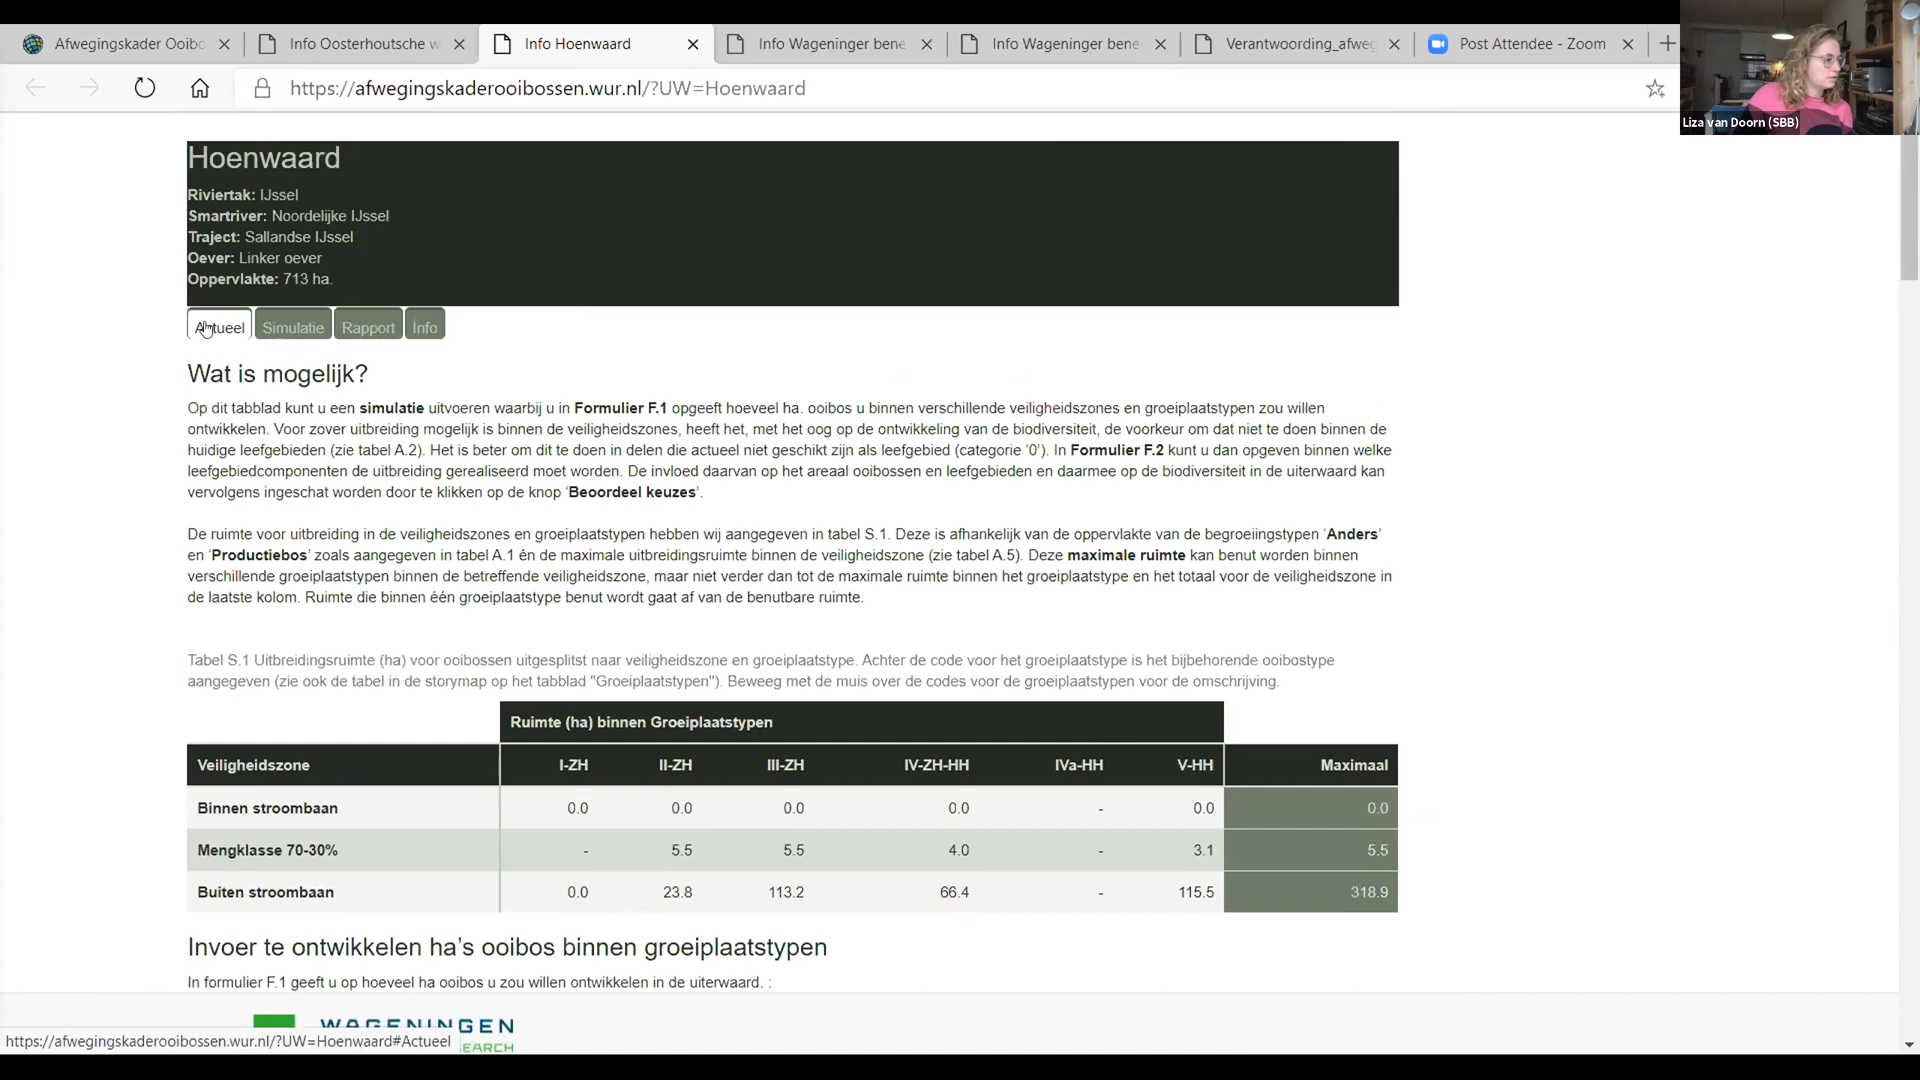 Afwegingskader Ooibo
Info Oosterhoutsche w
Info Hoenwaard
Info Wageninger bene
Info Wageninger bene
Verantwoording_afweg
Post Attendee - Zoom
https://afwegingskaderooibossen.wur.nl/?UW=Hoenwaard
Liza van Doorn (SBB)
Hoenwaard
Riviertak: IJssel
Smartriver: Noordelijke IJssel
Traject: Sallandse IJssel
Oever: Linker oever
Oppervlakte: 713 ha.
Actueel Simulatie Rapport Info
Wat is mogelijk?
Op dit tabblad kunt u een simulatie uitvoeren waarbij u in Formulier F.1 opgeeft hoeveel ha. ooibos u binnen verschillende veiligheidszones en groeiplaatstypen zou willen
ontwikkelen. Voor zover uitbreiding mogelijk is binnen de veiligheidszones, heeft het, met het oog op de ontwikkeling van de biodiversiteit, de voorkeur om dat niet te doen binnen de
huidige leefgebieden (zie tabel A.2). Het is beter om dit te doen in delen die actueel niet geschikt zijn als leefgebied (categorie '0'). In Formulier F.2 kunt u dan opgeven binnen welke
leefgebiedcomponenten de uitbreiding gerealiseerd moet worden. De invloed daarvan op het areaal ooibossen en leefgebieden en daarmee op de biodiversiteit in de uiterwaard kan
vervolgens ingeschat worden door te klikken op de knop 'Beoordeel keuzes'.
De ruimte voor uitbreiding in de veiligheidszones en groeiplaatstypen hebben wij aangegeven in tabel S.1. Deze is afhankelijk van de oppervlakte van de begroeiingstypen 'Anders'
en 'Productiebos' zoals aangegeven in tabel A.1 én de maximale uitbreidingsruimte binnen de veiligheidszone (zie tabel A.5). Deze maximale ruimte kan benut worden binnen
verschillende groeiplaatstypen binnen de betreffende veiligheidszone, maar niet verder dan tot de maximale ruimte binnen het groeiplaatstype en het totaal voor de veiligheidszone in
de laatste kolom. Ruimte die binnen één groeiplaatstype benut wordt gaat af van de benutbare ruimte.
Tabel S.1 Uitbreidingsruimte (ha) voor ooibossen uitgesplitst naar veiligheidszone en groeiplaatstype. Achter de code voor het groeiplaatstype is het bijbehorende ooibostype
aangegeven (zie ook de tabel in de storymap op het tabblad "Groeiplaatstypen"). Beweeg met de muis over de codes voor de groeiplaatstypen voor de omschrijving.
Ruimte (ha) binnen Groeiplaatstypen
Veiligheidszone I-ZH II-ZH III-ZH IV-ZH-HH IVa-HH V-HH Maximaal
Binnen stroombaan 0.0 0.0 0.0 0.0 - 0.0 0.0
Mengklasse 70-30% - 5.5 5.5 4.0 - 3.1 5.5
Buiten stroombaan 0.0 23.8 113.2 66.4 - 115.5 318.9
Invoer te ontwikkelen ha's ooibos binnen groeiplaatstypen
In formulier F.1 geeft u op hoeveel ha ooibos u zou willen ontwikkelen in de uiterwaard. :
WAGENINGEN
https://afwegingskaderooibossen.wur.nl/?UW=Hoenwaard#Actueel